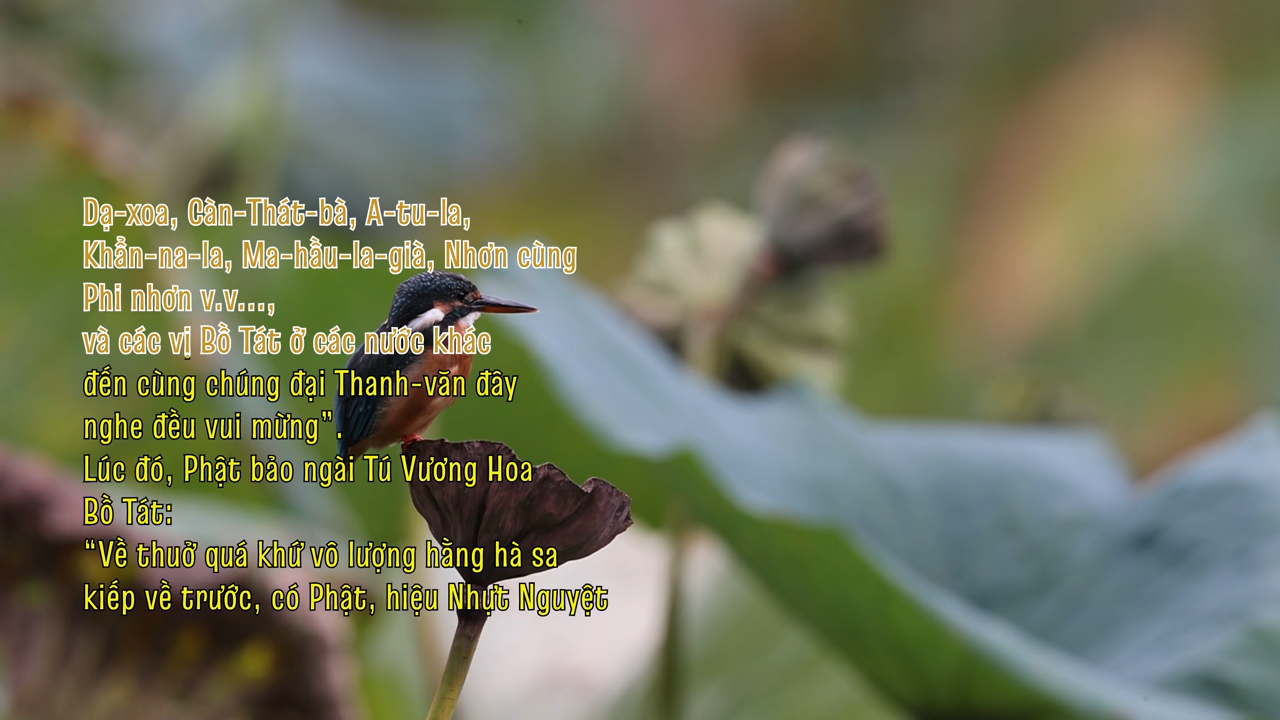 Dạ-xoa, Càn-Thát-bà, A-tu-la,
Khẩn-na-la, Ma-hầu-la-già, Nhơn cùng
Phi nhơn v.v...,
và các vị Bồ Tát ở các nước khác
đến cùng chúng đại Thanh-văn đây
nghe đều vui mừng”.
Lúc đó, Phật bảo ngài Tú Vương Hoa
Bồ Tát:
“Về thuở quá khứ vô lượng hằng hà sa
kiếp về trước, có Phật, hiệu Nhựt Nguyệt